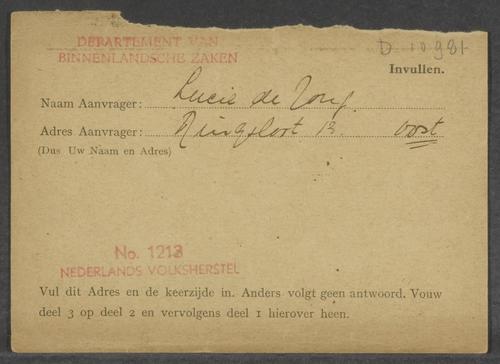 DEPARTEMENT VAN
BINNENLANDSCHE ZAKEN
D 10981
Invullen.
Naam Aanvrager: Lucie de Jong
Adres Aanvrager: Ringsloot 13 oost
(Dus Uw Naam en Adres)
No. 1213
NEDERLANDS VOLKSHERSTEL
Vul dit Adres en de keerzijde in. Anders volgt geen antwoord. Vouw
deel 3 op deel 2 en vervolgens deel 1 hierover heen.